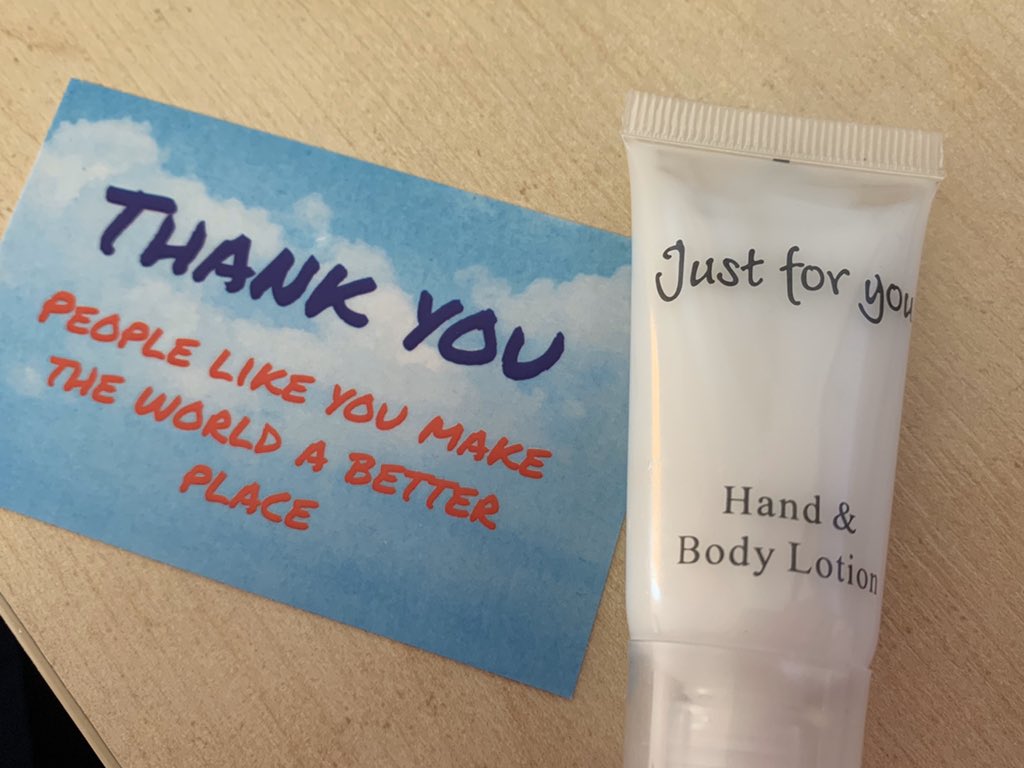 THANK YOU
PEOPLE LIKE YOU MAKE
THE WORLD A BETTER
PLACE
Just for you
Hand &
Body Lotion